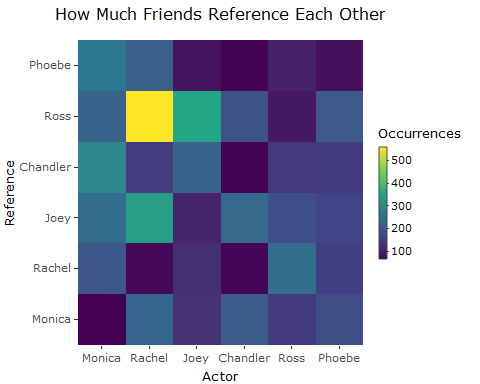 How Much Friends Reference Each Other
Phoebe
Ross
Chandler
Joey
Rachel
Monica
Reference
Monica Rachel Joey Chandler Ross Phoebe
Actor
Occurrences
500
400
300
200
100